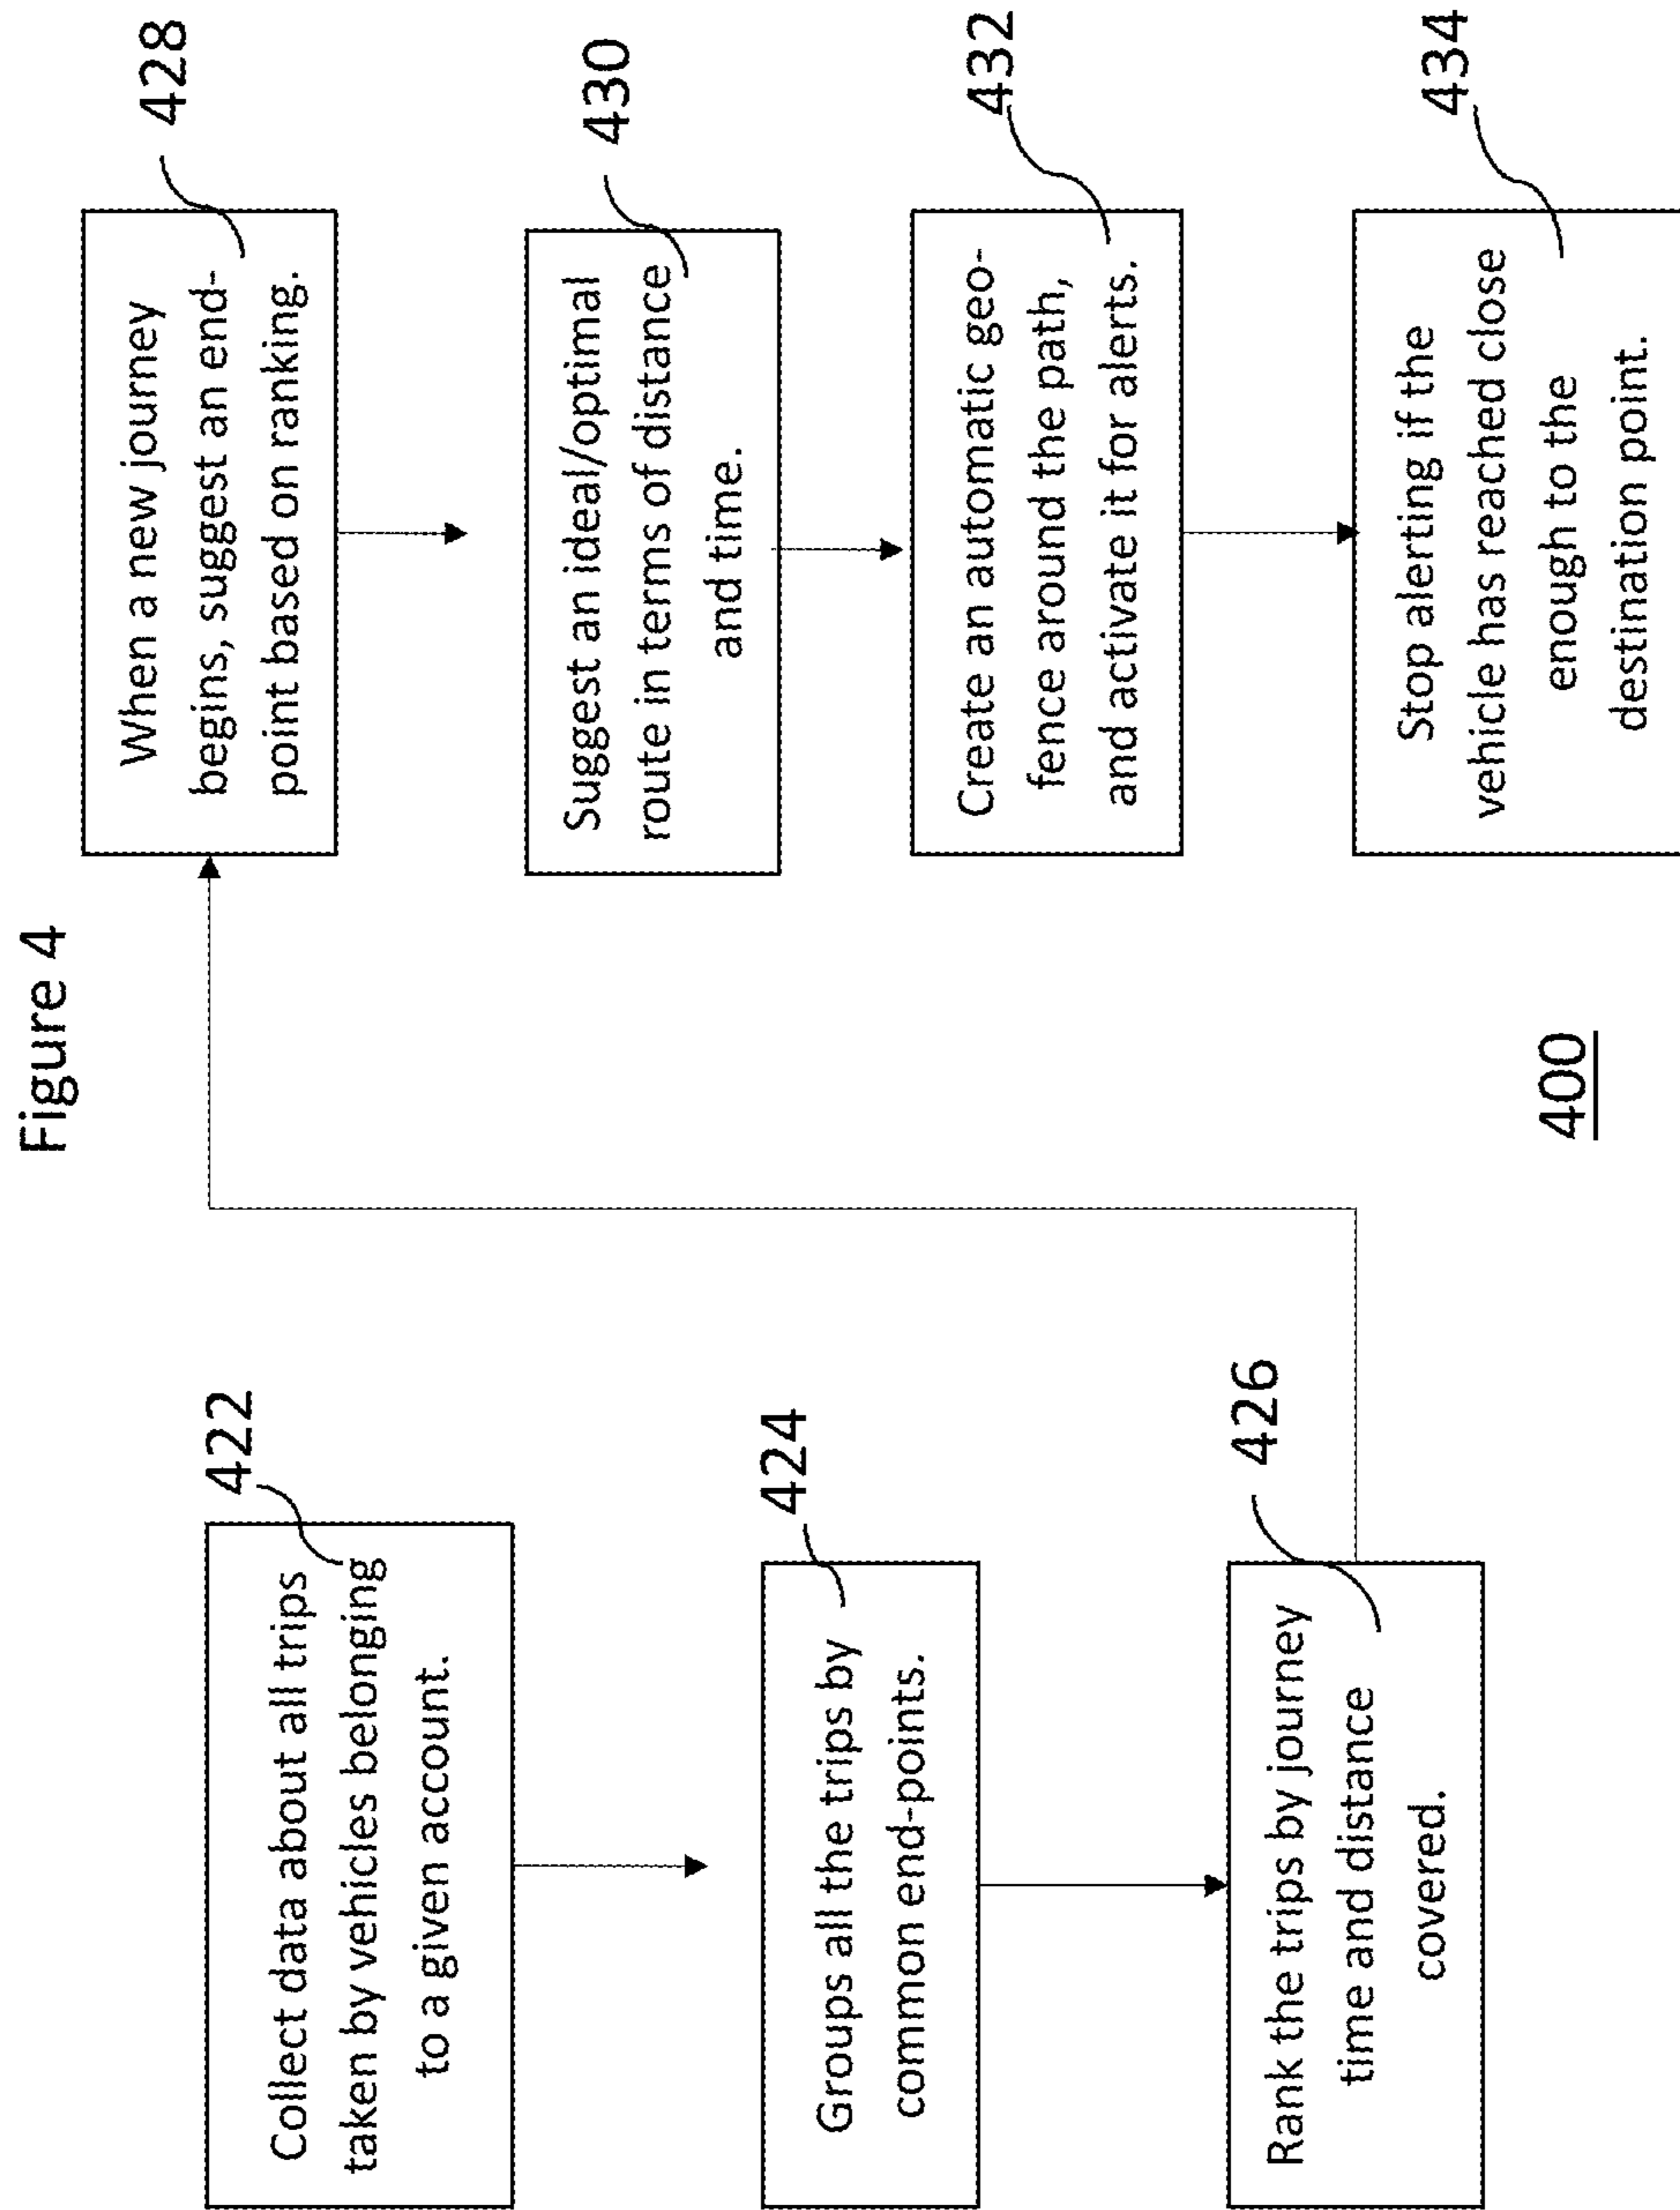 Figure 4
422
Collect data about all trips
taken by vehicles belonging
to a given account.
424
Groups all the trips by
common end-points.
426
Rank the trips by journey
time and distance
covered.
428
When a new journey
begins, suggest an end-
point based on ranking.
430
Suggest an ideal/optimal
route in terms of distance
and time.
432
Create an automatic geo-
fence around the path,
and activate it for alerts.
434
Stop alerting if the
vehicle has reached close
enough to the
destination point.
400